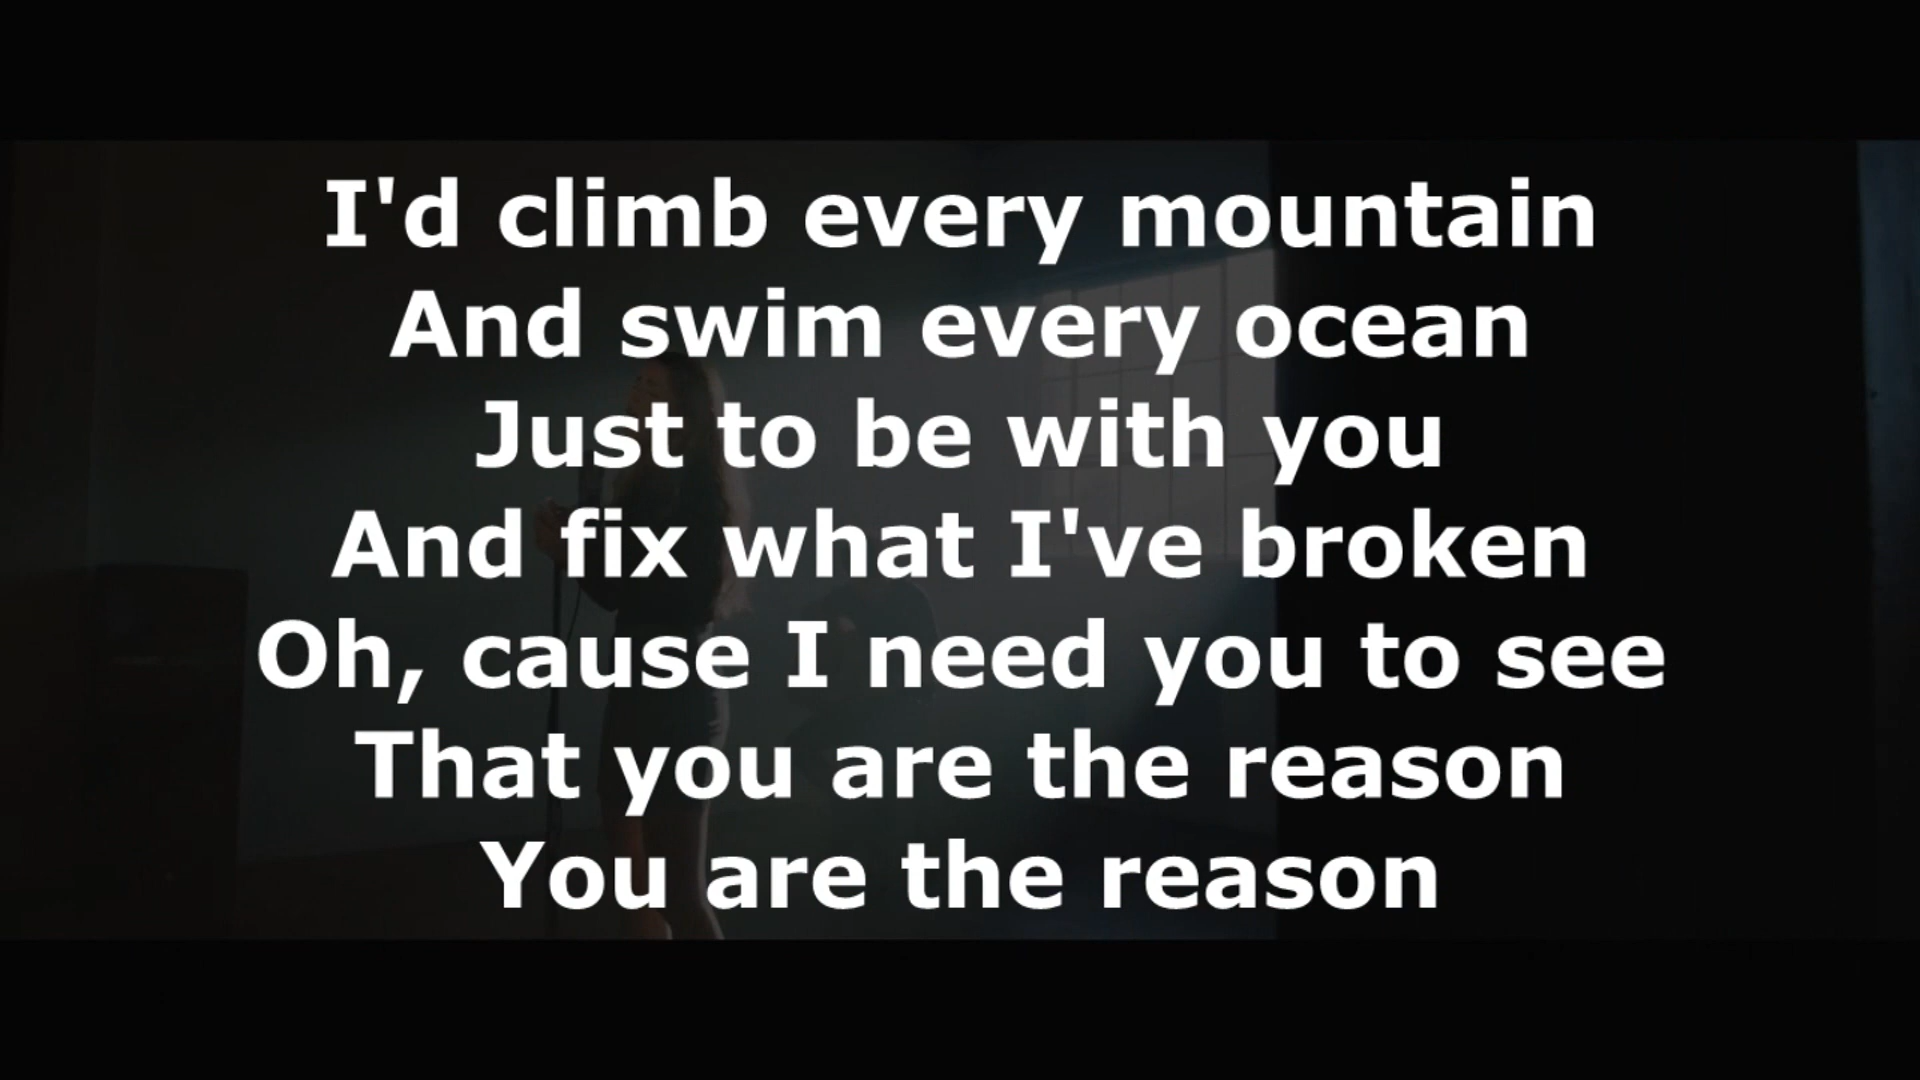 I'd climb every mountain
And swim every ocean
Just to be with you
And fix what I've broken
Oh, cause I need you to see
That you are the reason
You are the reason